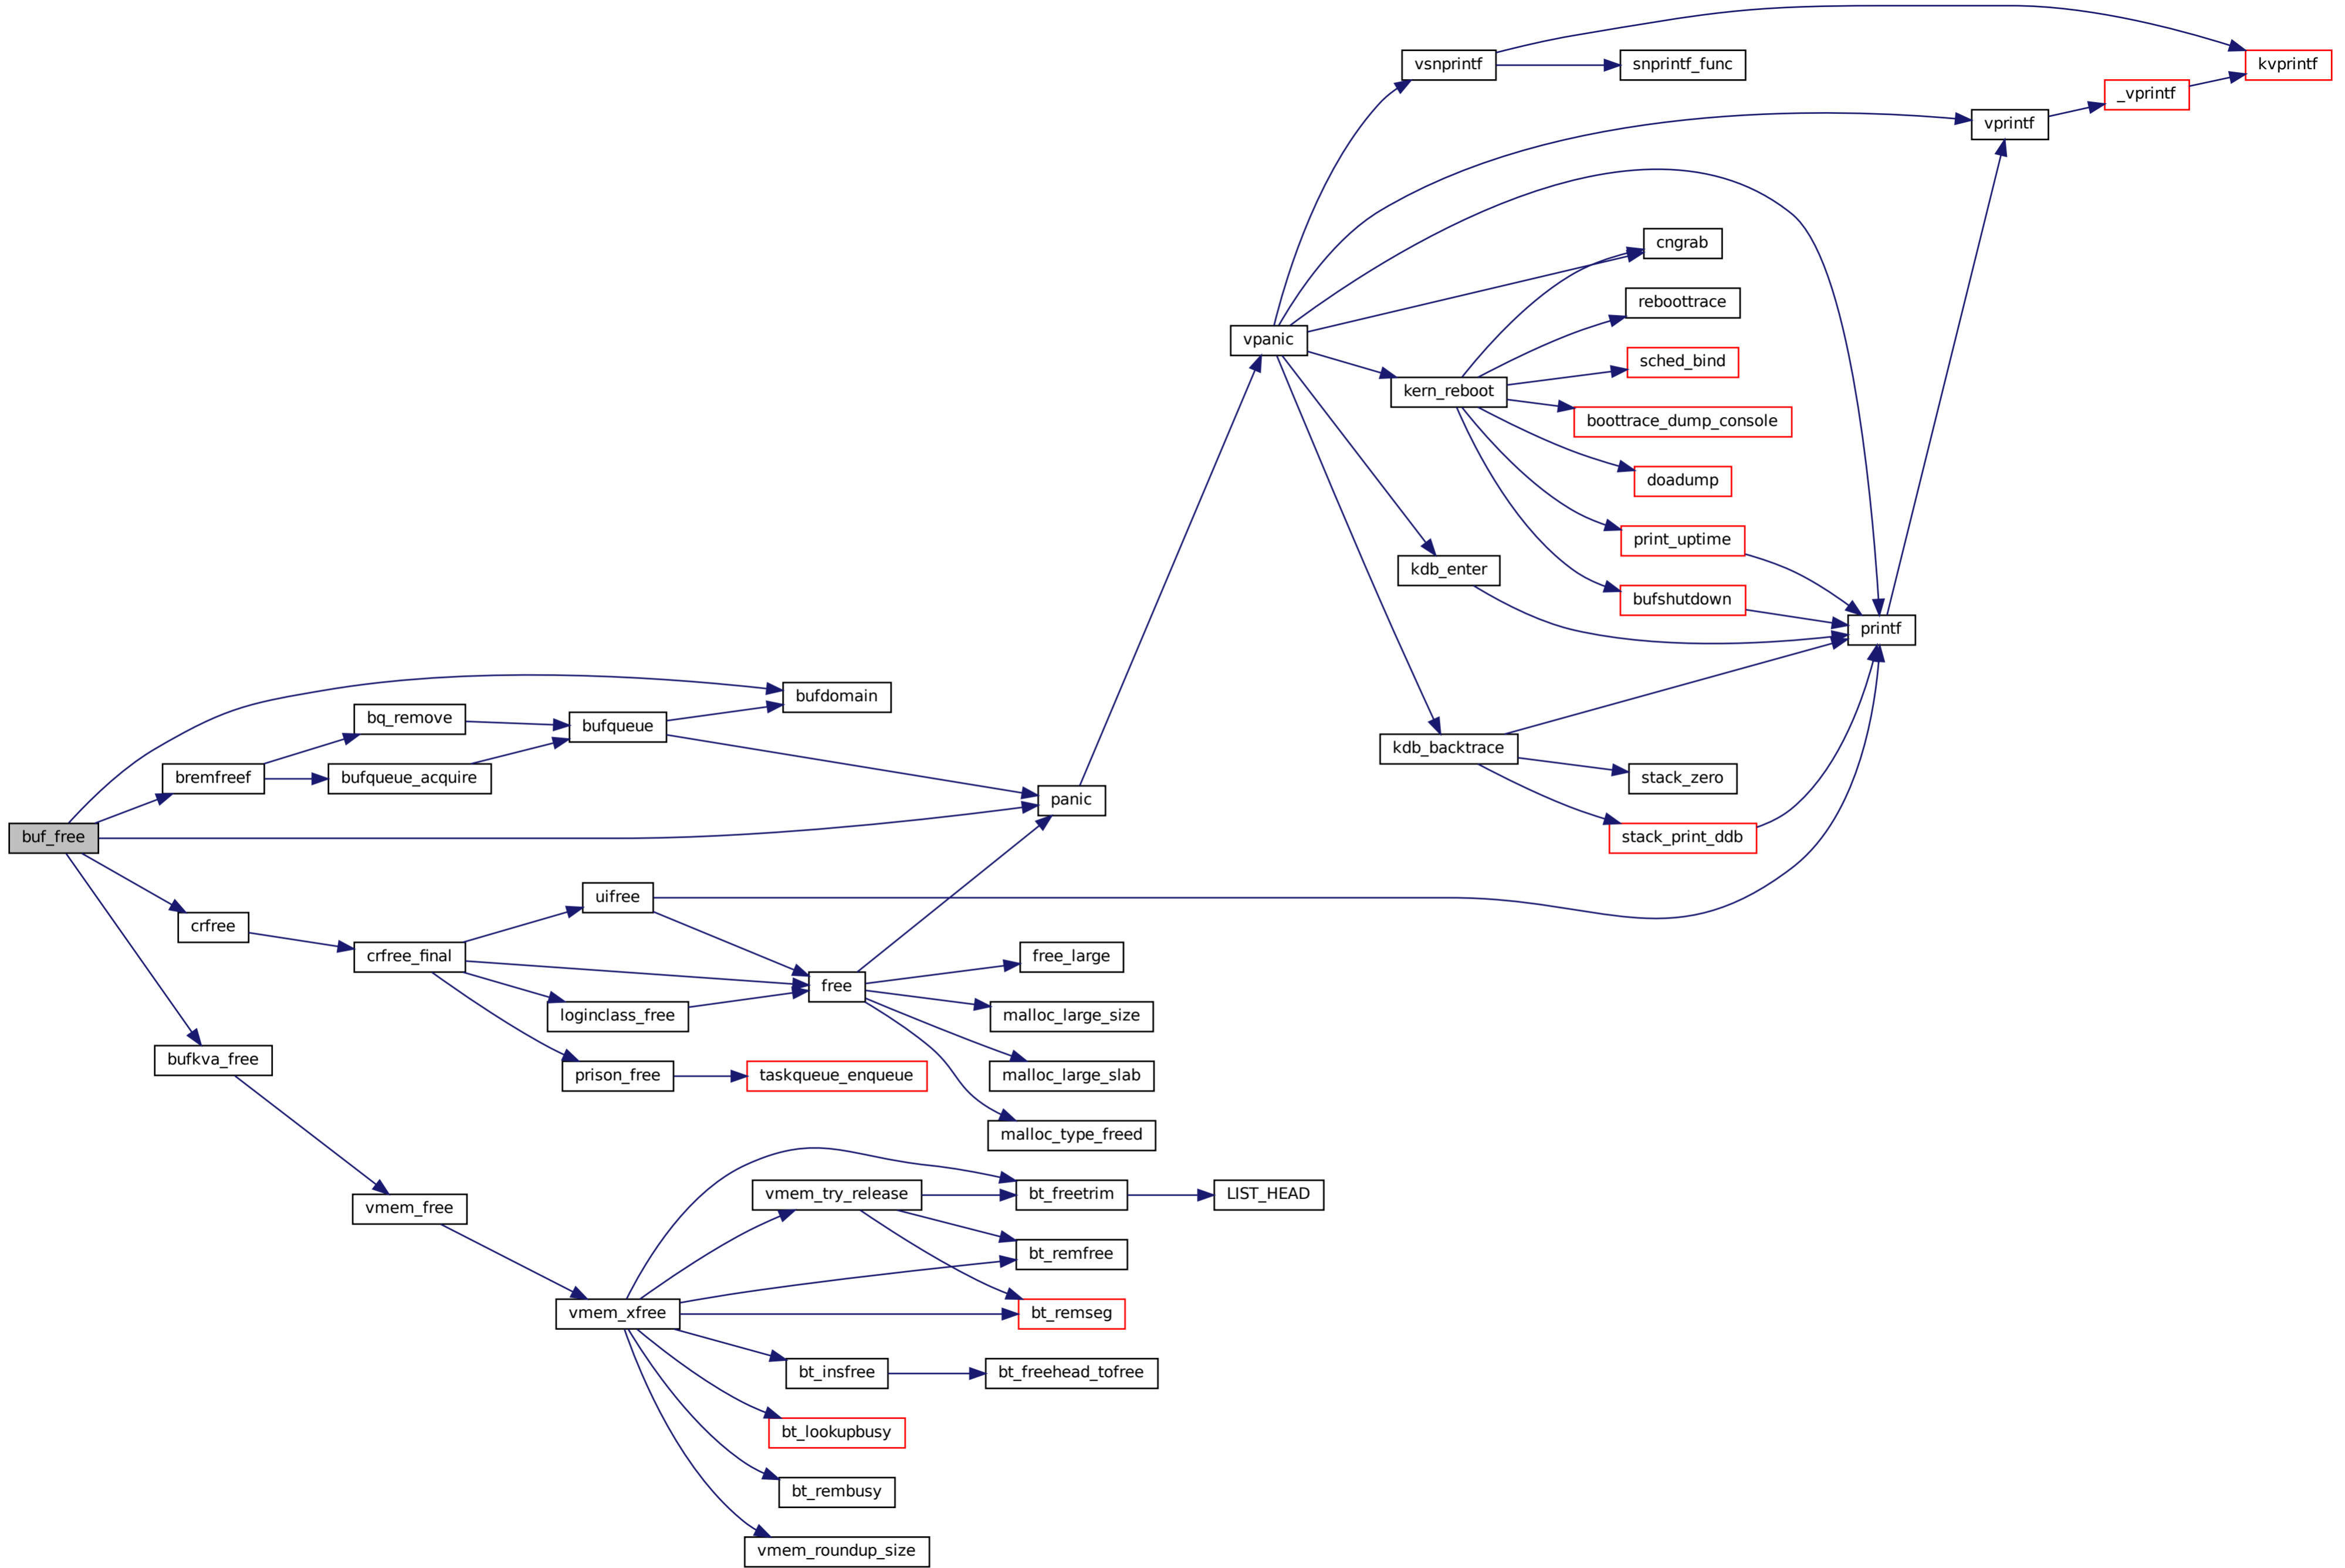 vsnprintf
snprintf_func
kvprintf
_vprintf
vprintf
cngrab
reboottrace
vpanic
sched_bind
kern_reboot
boottrace_dump_console
doadump
print_uptime
kdb_enter
bufshutdown
printf
bufdomain
bq_remove
bufqueue
kdb_backtrace
bremfreef
bufqueue_acquire
stack_zero
panic
buf_free
stack_print_ddb
uifree
crfree
crfree_final
free_large
free
loginclass_free
malloc_large_size
bufkva_free
prison_free
taskqueue_enqueue
malloc_large_slab
malloc_type_freed
vmem_free
vmem_try_release
bt_freetrim
LIST_HEAD
bt_remfree
vmem_xfree
bt_remseg
bt_insfree
bt_freehead_tofree
bt_lookupbusy
bt_rembusy
vmem_roundup_size